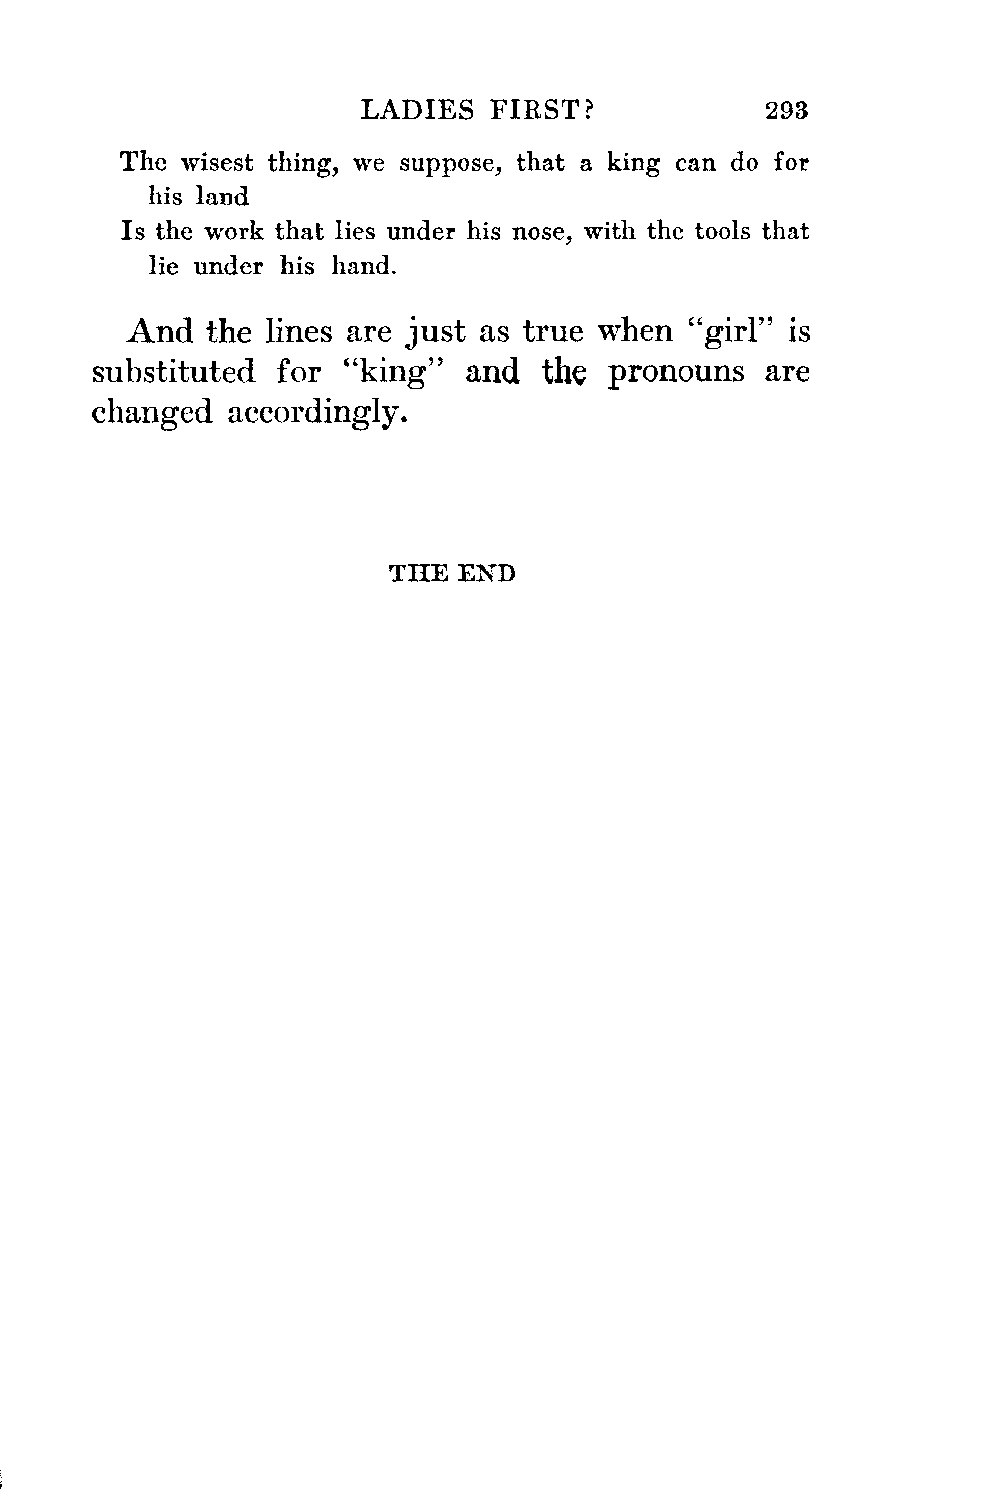 LADIES FIRST? 293
The wisest thing, we suppose, that a king can do for
his land
Is the work that lies under his nose, with the tools that
lie under his hand.
And the lines are just as true when “girl” is
substituted for “king” and the pronouns are
changed accordingly.
THE END